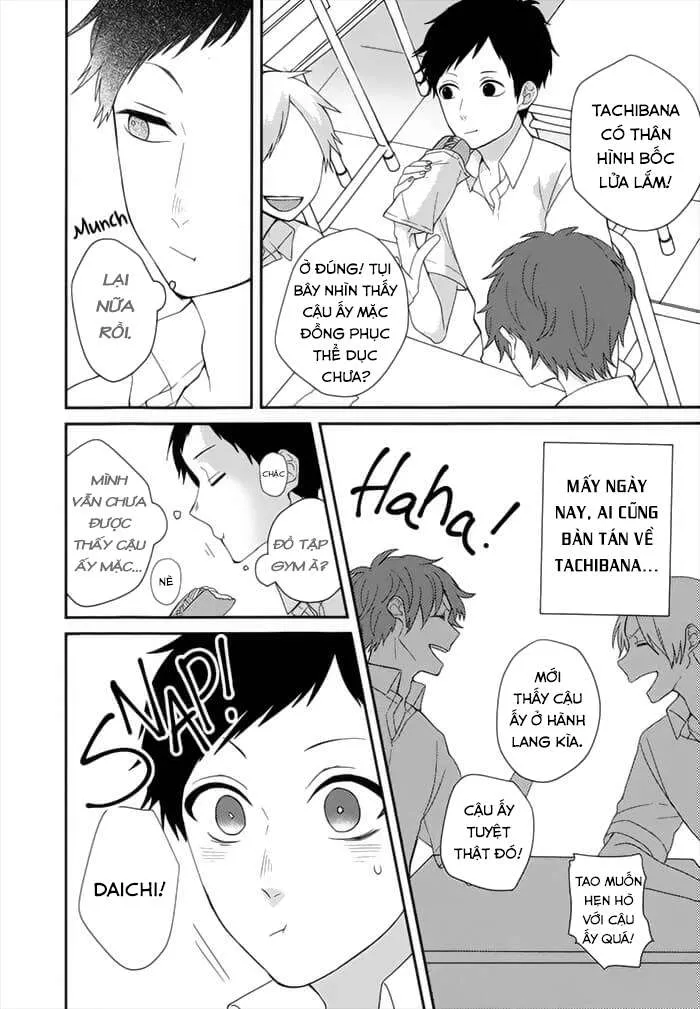 TACHIBANA
CÓ THÂN
HÌNH BỐC
LỬA LẮM!
Ờ ĐÚNG! TỤI
BÂY NHÌN THẤY
CẬU ẤY MẶC
ĐỒNG PHỤC
THỂ DỤC
CHƯA?
Munch
LẠI
NỮA
RỒI.
MẤY NGÀY
NAY, AI CŨNG
BÀN TÁN VỀ
TACHIBANA...
Haha!
MỚI
THẤY CẬU
ẤY Ở HÀNH
LANG KÌA.
CẬU ẤY
TUYỆT
THẬT ĐÓ!
TAO MUỐN
HẸN HÒ
VỚI CẬU
ẤY QUÁ!
CHÁC
ĐỒ TẬP
GYM À?
MÌNH
VẪN CHƯA
ĐƯỢC
THẤY CẬU
ẤY MẶC...
NÈ
SNAP!
DAICHI!